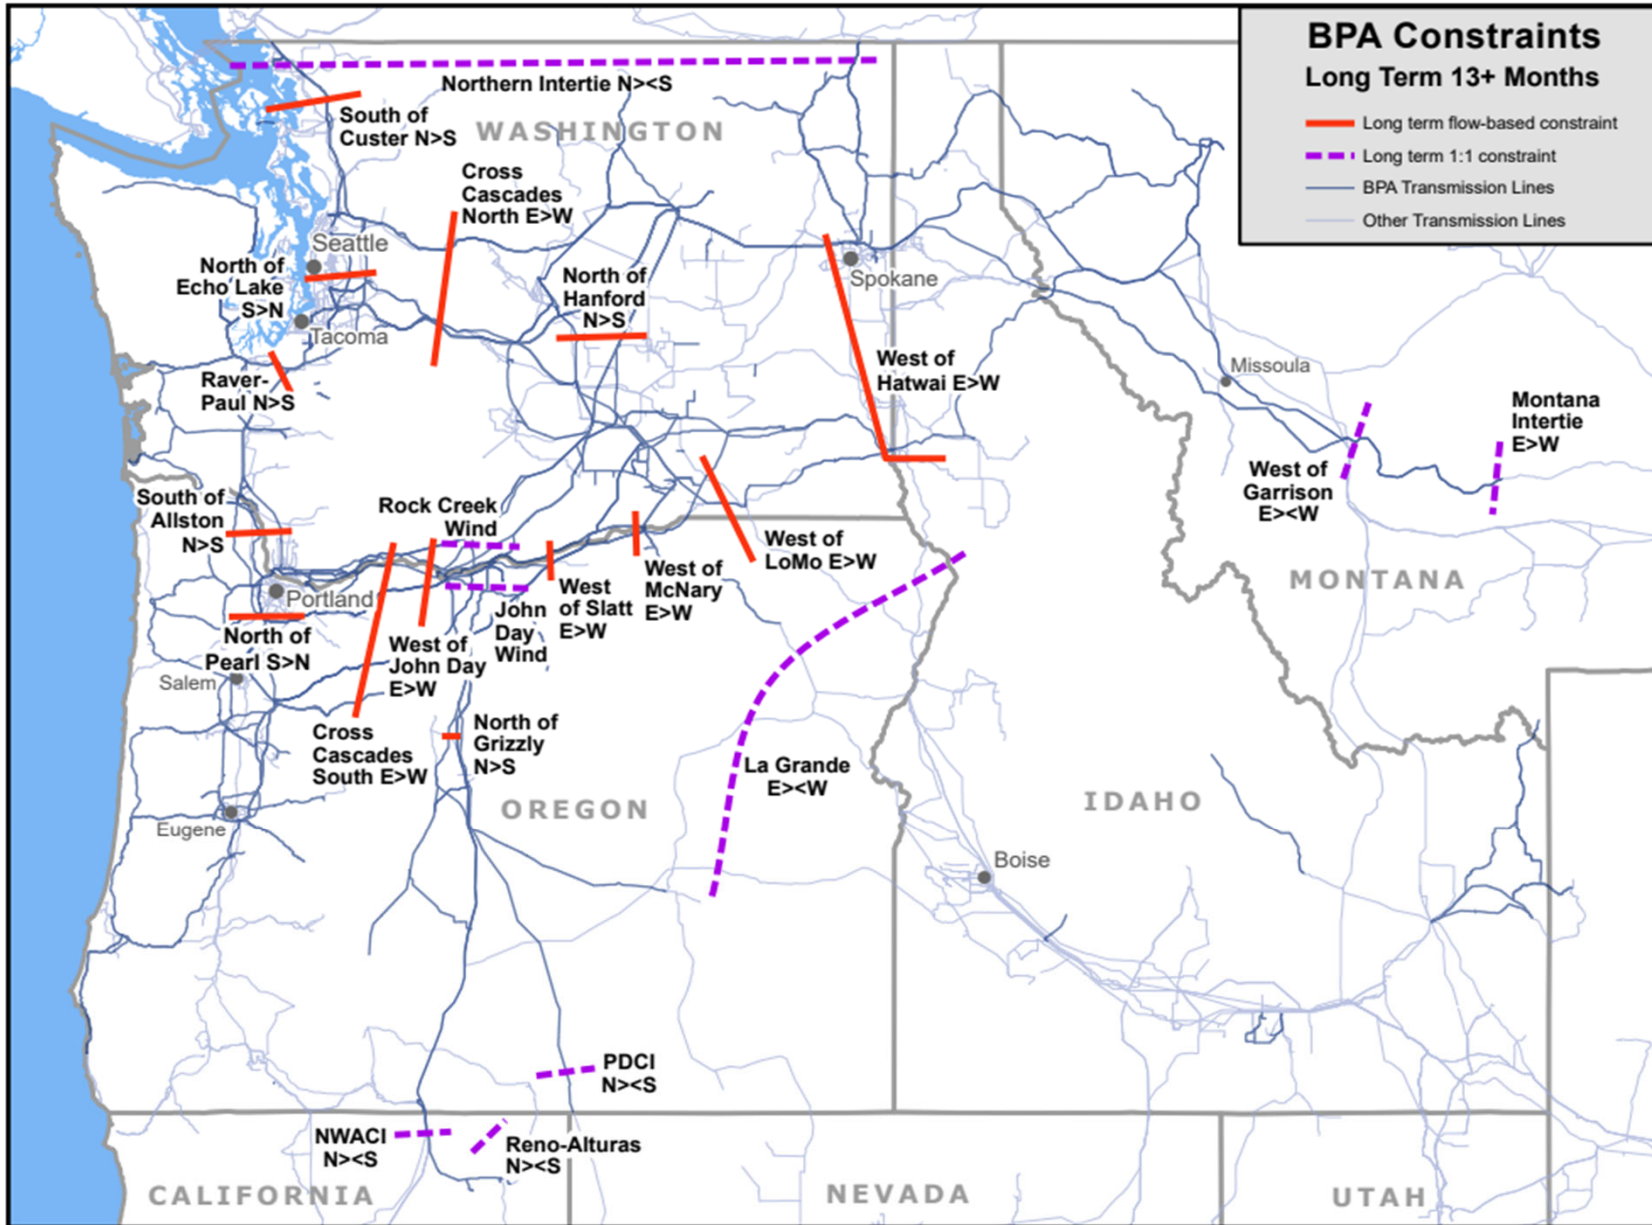 BPA Constraints
Long Term 13+ Months
Long term flow-based constraint
Long term 1:1 constraint
BPA Transmission Lines
Other Transmission Lines
Northern Intertie N><S
South of
Custer N>S
WASHINGTON
Cross
Cascades
North E>W
Seattle
North of
Echo Lake
S>N
North of
Hanford
N>S
Spokane
Tacoma
Raver-
Paul N>S
West of
Hatwai E>W
Missoula
Montana
Intertie
E>W
West of
Garrison
E><W
South of
Allston
N>S
Rock Creek
Wind
West of
LoMo E>W
West of
McNary
E>W
West
of Slatt
E>W
John
Day
Wind
MONTANA
Portland
North of
Pearl S>N
West of
John Day
E>W
Salem
Cross
Cascades
South E>W
North of
Grizzly
N>S
La Grande
E><W
OREGON
IDAHO
Eugene
Boise
PDCI
N><S
NWACI
N><S
Reno-Alturas
N><S
CALIFORNIA
NEVADA
UTAH